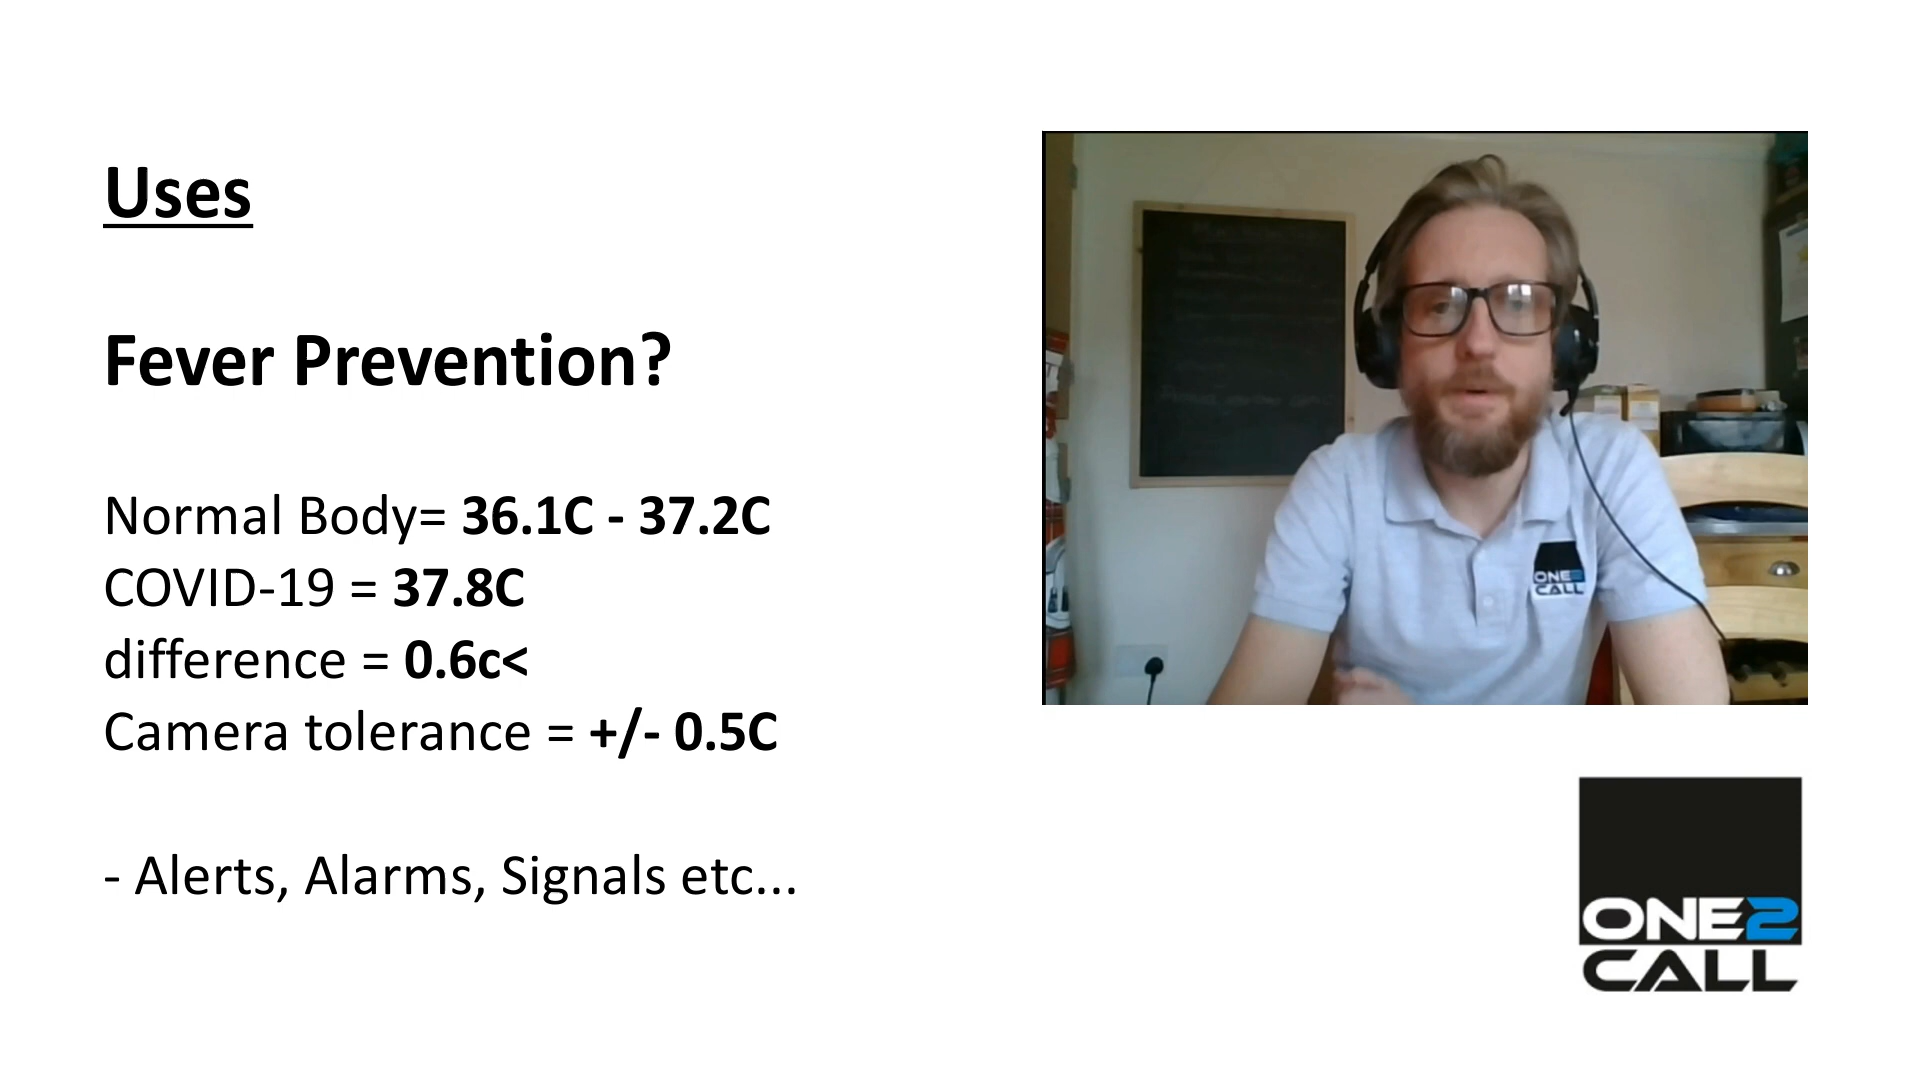 Uses
Fever Prevention?
Normal Body= 36.1C - 37.2C
COVID-19 = 37.8C
difference = 0.6c<
Camera tolerance = +/- 0.5C
- Alerts, Alarms, Signals etc...
ONE2
CALL
ONE2
CALL